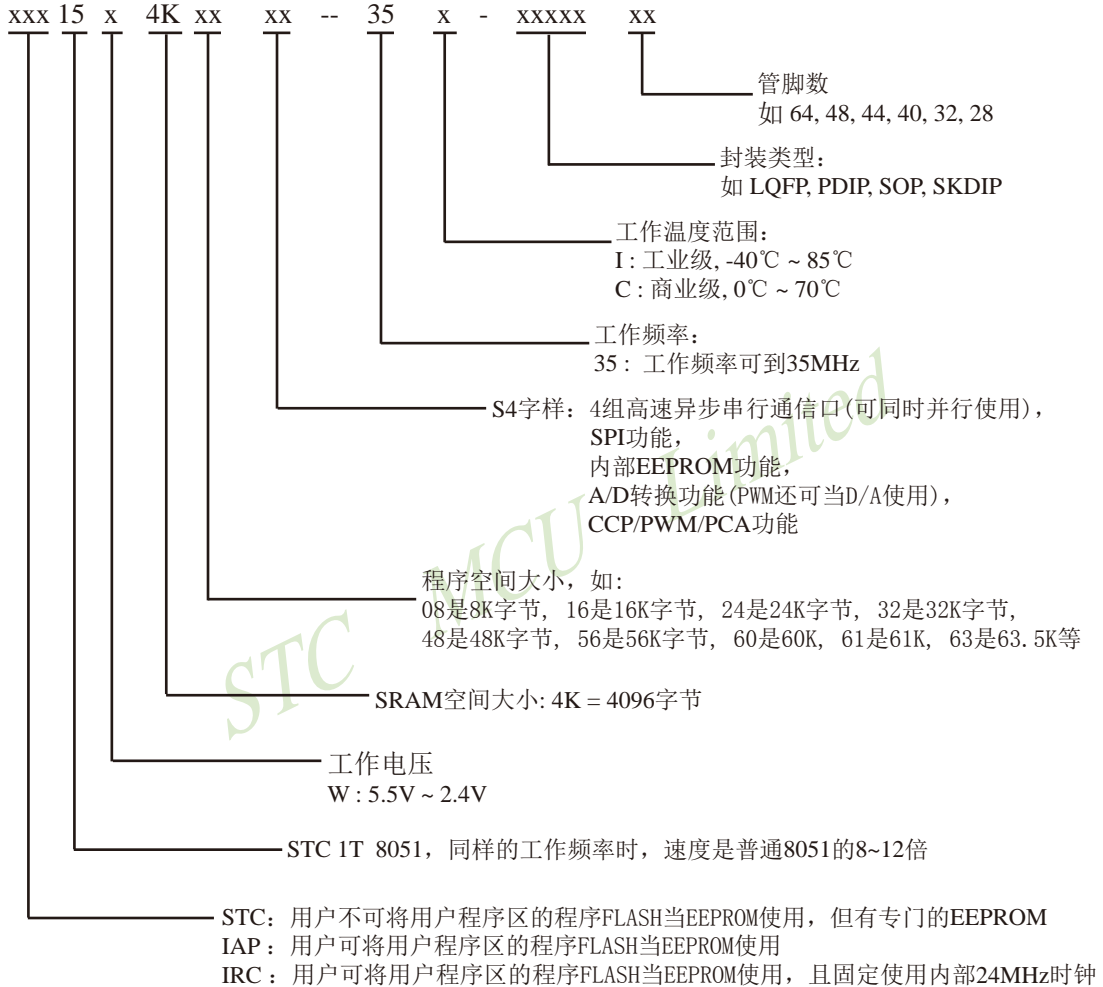 xxx 15 x 4K xx xx -- 35 x - xxxxx xx
管脚数
如 64, 48, 44, 40, 32, 28
封装类型：
如 LQFP, PDIP, SOP, SKDIP
工作温度范围：
I : 工业级, -40℃ ~ 85℃
C : 商业级, 0℃ ~ 70℃
工作频率：
35 : 工作频率可到35MHz
S4字样：4组高速异步串行通信口(可同时并行使用)，
SPI功能，
内部EEPROM功能，
A/D转换功能(PWM还可当D/A使用)，
CCP/PWM/PCA功能
程序空间大小，如：
08是8K字节, 16是16K字节, 24是24K字节, 32是32K字节,
48是48K字节, 56是56K字节, 60是60K, 61是61K, 63是63.5K等
SRAM空间大小: 4K = 4096字节
工作电压
W : 5.5V ~ 2.4V
STC 1T 8051，同样的工作频率时，速度是普通8051的8~12倍
STC：用户不可将用户程序区的程序FLASH当EEPROM使用，但有专门的EEPROM
IAP：用户可将用户程序区的程序FLASH当EEPROM使用
IRC：用户可将用户程序区的程序FLASH当EEPROM使用，且固定使用内部24MHz时钟
STC MCU Limited